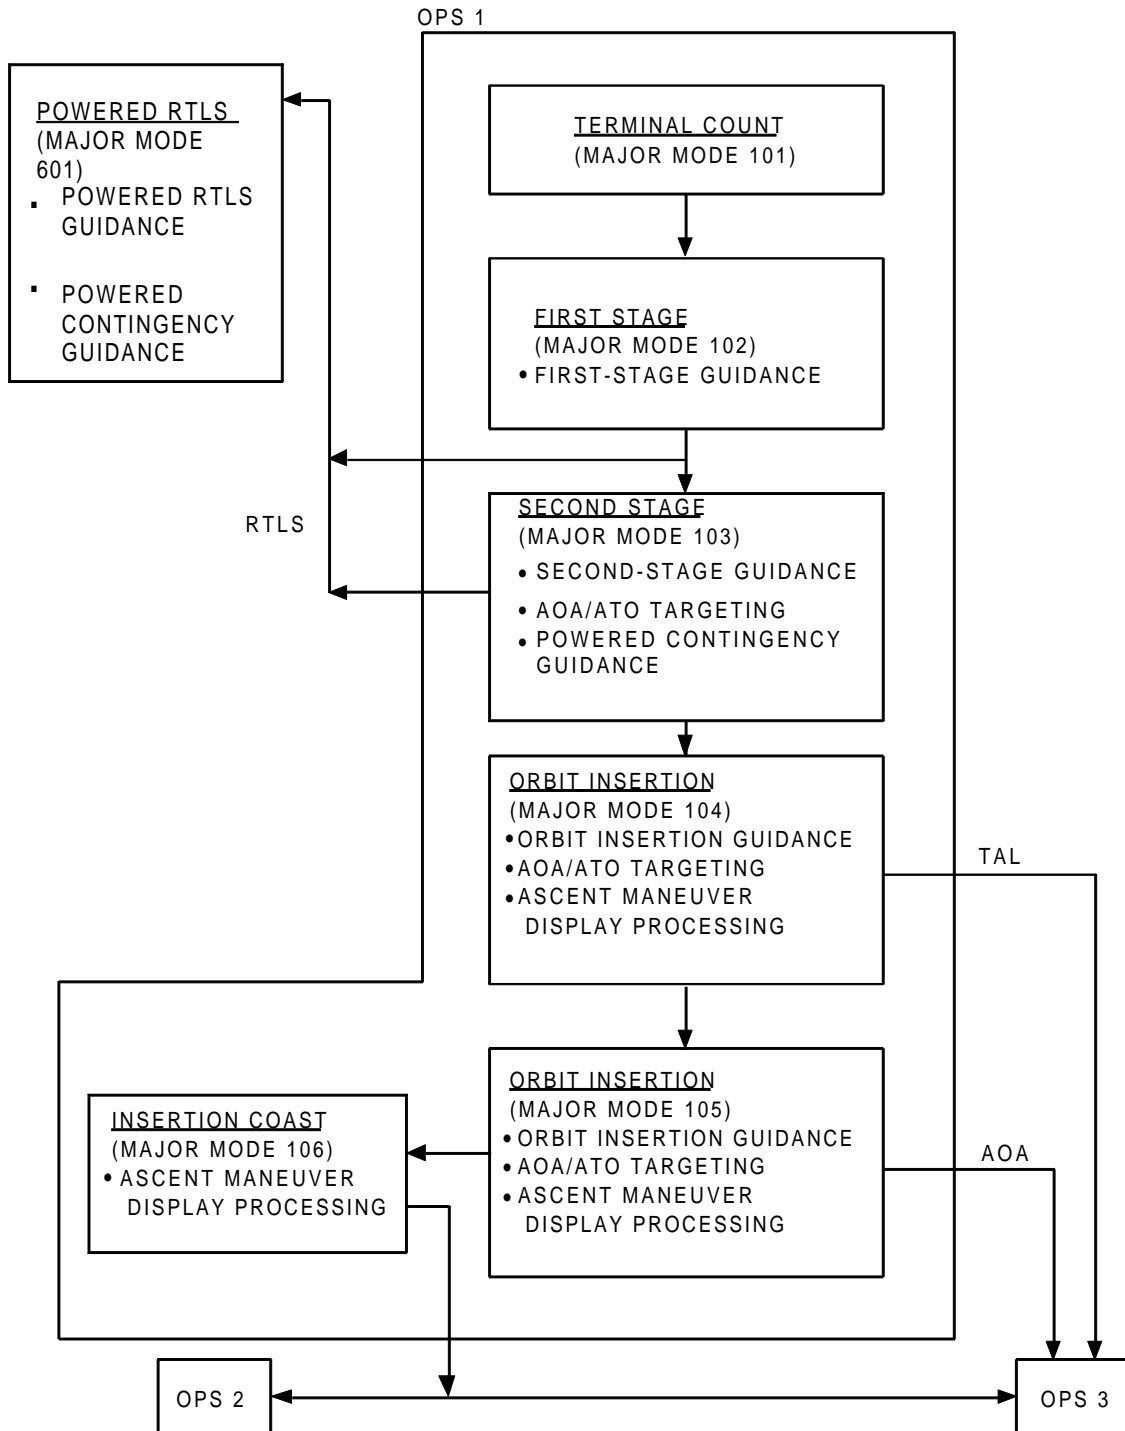 OPS 1
POWERED RTLS
(MAJOR MODE
601)
· POWERED RTLS
GUIDANCE
· POWERED
CONTINGENCY
GUIDANCE
TERMINAL COUNT
(MAJOR MODE 101)
FIRST STAGE
(MAJOR MODE 102)
• FIRST-STAGE GUIDANCE
RTLS
SECOND STAGE
(MAJOR MODE 103)
• SECOND-STAGE GUIDANCE
• AOA/ATO TARGETING
• POWERED CONTINGENCY
GUIDANCE
ORBIT INSERTION
(MAJOR MODE 104)
• ORBIT INSERTION GUIDANCE
• AOA/ATO TARGETING
• ASCENT MANEUVER
DISPLAY PROCESSING
TAL
ORBIT INSERTION
(MAJOR MODE 105)
• ORBIT INSERTION GUIDANCE
• AOA/ATO TARGETING
• ASCENT MANEUVER
DISPLAY PROCESSING
AOA
INSERTION COAST
(MAJOR MODE 106)
• ASCENT MANEUVER
DISPLAY PROCESSING
OPS 2
OPS 3